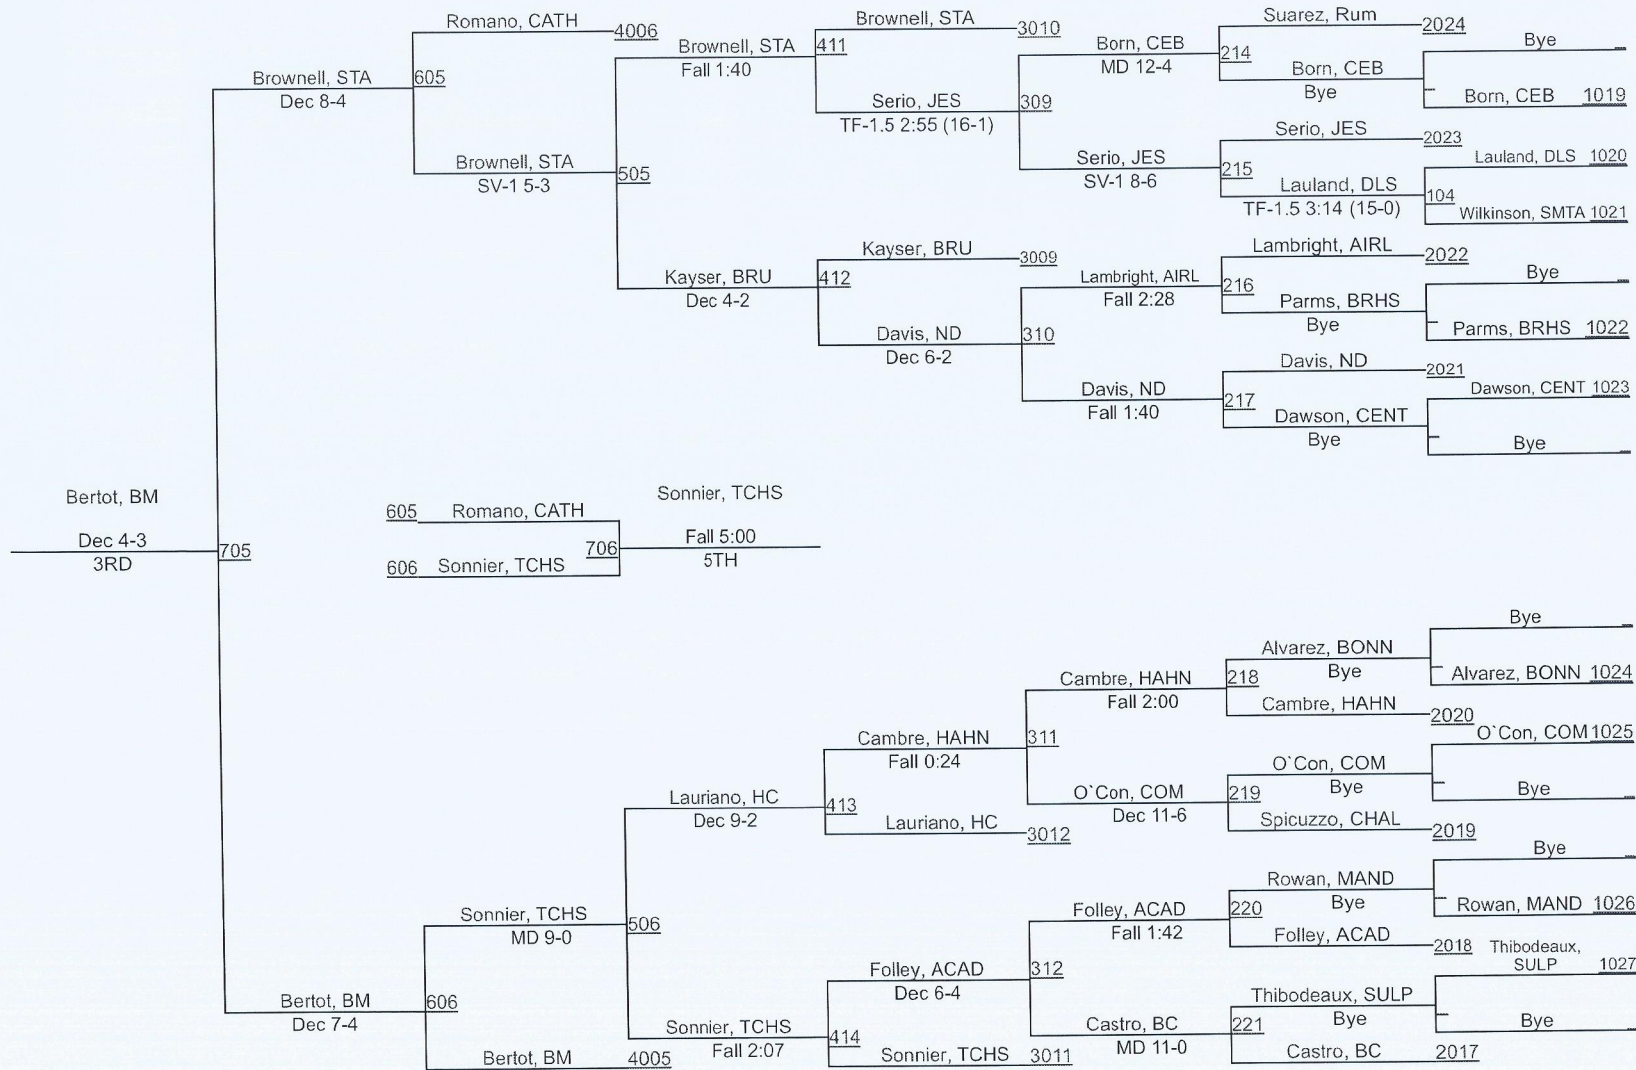 Romano, CATH
4006
Brownell, STA
605
Dec 8-4
Brownell, STA
SV-1 5-3
Brownell, STA
Fall 1:40
505
Kayser, BRU
Dec 4-2
Brownell, STA
3010
411
Serio, JES
TF-1.5 2:55 (16-1)
Kayser, BRU
3009
412
Davis, ND
Dec 6-2
Born, CEB
MD 12-4
309
Serio, JES
SV-1 8-6
Lambright, AIRL
Fall 2:28
310
Davis, ND
Fall 1:40
Suarez, Rum
2024
214
Born, CEB
Bye
Serio, JES
2023
215
Lauland, DLS
TF-1.5 3:14 (15-0)
Lambright, AIRL
2022
216
Parms, BRHS
Bye
Davis, ND
2021
217
Dawson, CENT
Bye
Bye
Born, CEB 1019
Lauland, DLS 1020
104
Wilkinson, SMTA 1021
Bye
Parms, BRHS 1022
Dawson, CENT 1023
Bye
Bertot, BM
Dec 4-3
3RD
705
605 Romano, CATH
706
606 Sonnier, TCHS
Sonnier, TCHS
Fall 5:00
5TH
Bertot, BM
Dec 7-4
606
Sonnier, TCHS
MD 9-0
Bertot, BM 4005
Lauriano, HC
Dec 9-2
506
Sonnier, TCHS
Fall 2:07
Cambre, HAHN
Fall 0:24
413
Lauriano, HC
3012
Folley, ACAD
Dec 6-4
414
Sonnier, TCHS 3011
Cambre, HAHN
Fall 2:00
311
O`Con, COM
Dec 11-6
Folley, ACAD
Fall 1:42
312
Castro, BC
MD 11-0
Alvarez, BONN
Bye
218
Cambre, HAHN
2020
O`Con, COM
Bye
219
Spicuzzo, CHAL
2019
Rowan, MAND
Bye
220
Folley, ACAD
2018
Thibodeaux, SULP
Bye
221
Castro, BC
2017
Bye
Alvarez, BONN 1024
O`Con, COM 1025
Bye
Bye
Rowan, MAND 1026
Thibodeaux,
SULP 1027
Bye